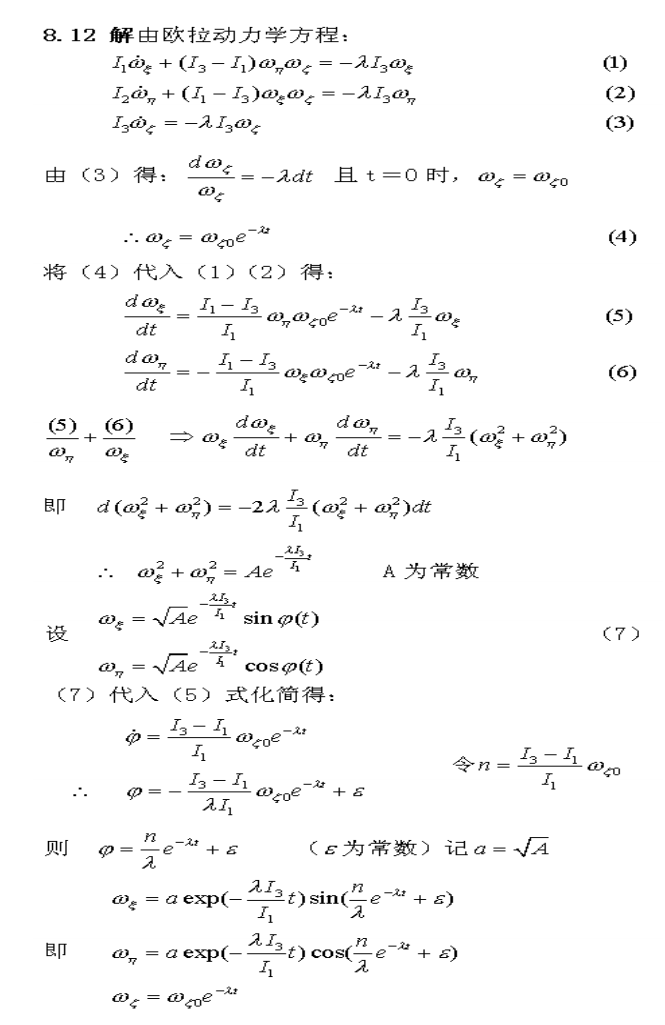 8.12 解由欧拉动力学方程：
I₁ω̇_ξ + (I₃ − I₁)ω_ηω_ζ = −λI₃ω_ξ (1)
I₂ω̇_η + (I₁ − I₃)ω_ξω_ζ = −λI₃ω_η (2)
I₃ω̇_ζ = −λI₃ω_ζ (3)
由（3）得： dω_ζ/ω_ζ = −λdt 且 t＝0 时， ω_ζ = ω_ζ0
∴ ω_ζ = ω_ζ0 e^(−λt) (4)
将（4）代入（1）（2）得：
dω_ξ/dt = (I₁ − I₃)/I₁ ω_ηω_ζ0 e^(−λt) − λ I₃/I₁ ω_ξ (5)
dω_η/dt = − (I₁ − I₃)/I₁ ω_ξω_ζ0 e^(−λt) − λ I₃/I₁ ω_η (6)
(5)/ω_η + (6)/ω_ξ ⇒ ω_ξ dω_ξ/dt + ω_η dω_η/dt = −λ I₃/I₁ (ω_ξ² + ω_η²)
即 d(ω_ξ² + ω_η²) = −2λ I₃/I₁ (ω_ξ² + ω_η²)dt
∴ ω_ξ² + ω_η² = Ae^(−(λI₃/I₁)t) A 为常数
设 ω_ξ = √A e^(−(λI₃/I₁)t) sin φ(t)
ω_η = √A e^(−(λI₃/I₁)t) cos φ(t) （7）
（7）代入（5）式化简得：
φ̇ = (I₃ − I₁)/I₁ ω_ζ0 e^(−λt)
∴ φ = − (I₃ − I₁)/(λI₁) ω_ζ0 e^(−λt) + ε 令 n = (I₃ − I₁)/I₁ ω_ζ0
则 φ = n/λ e^(−λt) + ε （ε为常数）记 a = √A
ω_ξ = a exp(− λI₃/I₁ t) sin(n/λ e^(−λt) + ε)
即 ω_η = a exp(− λI₃/I₁ t) cos(n/λ e^(−λt) + ε)
ω_ζ = ω_ζ0 e^(−λt)